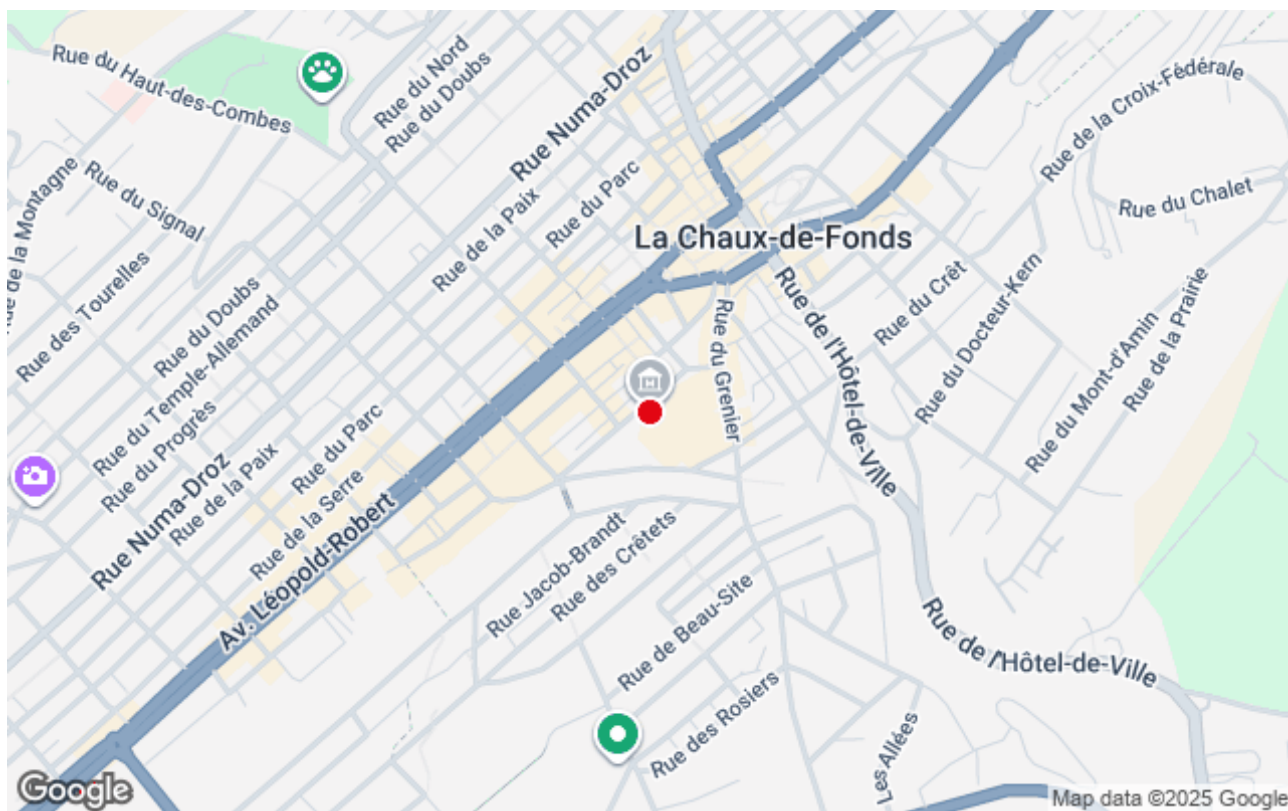 Rue du Haut-des-Combes
Rue du Nord
Rue du Doubs
Rue Numa-Droz
Rue de la Croix-Fédérale
Rue de la Montagne
Rue du Signal
Rue de la Paix
Rue du Parc
Rue du Chalet
La Chaux-de-Fonds
Rue des Tourelles
Rue du Doubs
Rue du Temple-Allemand
Rue du Progrès
Rue Numa-Droz
Rue de la Paix
Rue du Parc
Rue de la Serre
Av. Léopold-Robert
Rue du Grenier
Rue de l'Hôtel-de-Ville
Rue du Crêt
Rue du Docteur-Kern
Rue du Mont-d'Amin
Rue de la Prairie
Rue Jacob-Brandt
Rue des Crêtets
Rue de Beau-Site
Rue des Rosiers
Rue de l'Hôtel-de-Ville
Les Allées
Google
Map data ©2025 Google